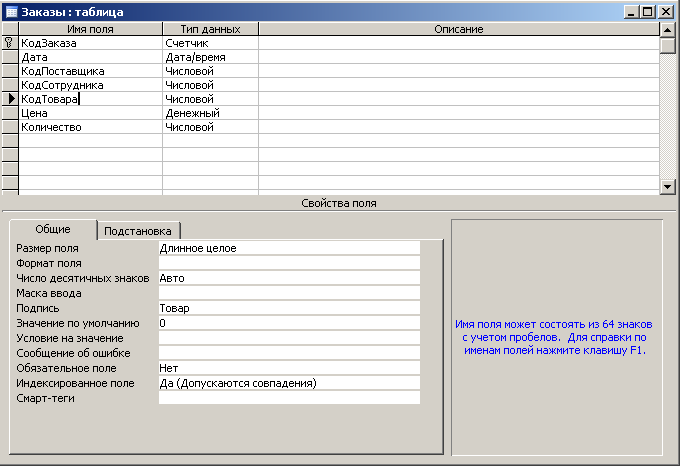 Заказы : таблица
Имя поля Тип данных Описание
КодЗаказа Счетчик
Дата Дата/время
КодПоставщика Числовой
КодСотрудника Числовой
КодТовара Числовой
Цена Денежный
Количество Числовой
Свойства поля
Общие Подстановка
Размер поля Длинное целое
Формат поля
Число десятичных знаков Авто
Маска ввода
Подпись Товар
Значение по умолчанию 0
Условие на значение
Сообщение об ошибке
Обязательное поле Нет
Индексированное поле Да (Допускаются совпадения)
Смарт-теги
Имя поля может состоять из 64 знаков
с учетом пробелов. Для справки по
именам полей нажмите клавишу F1.